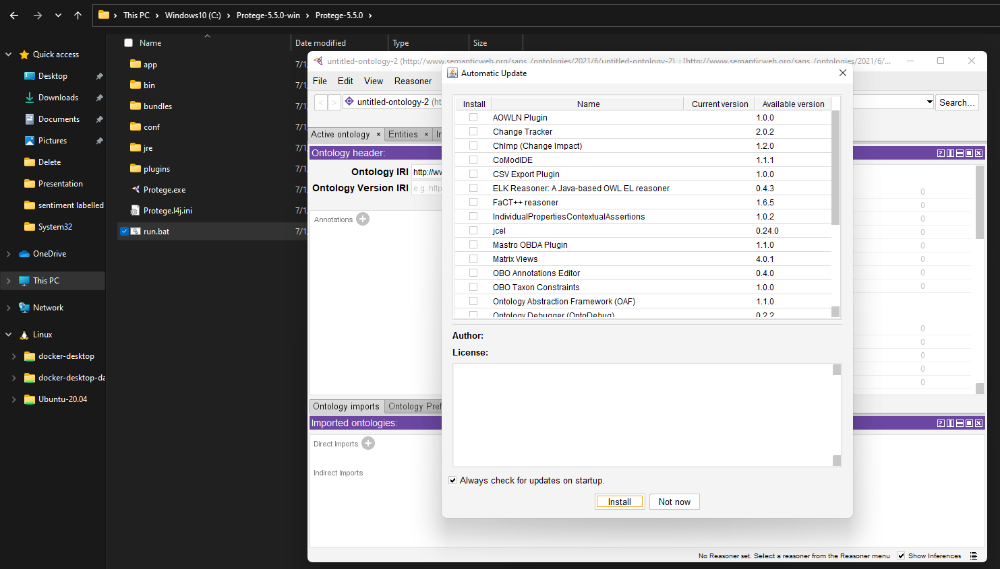 This PC > Windows10 (C:) > Protege-5.5.0-win > Protege-5.5.0 >
Quick access
Desktop
Downloads
Documents
Pictures
Delete
Presentation
sentiment labelled
System32
OneDrive
This PC
Network
Linux
docker-desktop
docker-desktop-da
Ubuntu-20.04
Name Date modified Type Size
app 7/1
bin 7/1
bundles 7/1
conf 7/1
jre 7/1
plugins 7/1
Protege.exe 7/1
Protege.l4j.ini 7/1
run.bat 7/1
untitled-ontology-2 (http://www.semanticweb.org/sans_/ontologies/2021/6/untitled-ontology-2) : [http://www.semanticweb.org/sans_/ontologies/2021/6/...
File Edit View Reasoner
< > untitled-ontology-2 (ht Search...
Active ontology × Entities × In
Ontology header:
Ontology IRI http://ww
Ontology Version IRI e.g. http
Annotations
0
0
0
0
0
0
0
0
0
0
0
0
0
Ontology imports Ontology Pref
Imported ontologies:
Direct Imports
Indirect Imports
No Reasoner set. Select a reasoner from the Reasoner menu Show Inferences
Automatic Update
Install Name Current version Available version
AOWLN Plugin 1.0.0
Change Tracker 2.0.2
ChImp (Change Impact) 1.2.0
CoModIDE 1.1.1
CSV Export Plugin 1.0.0
ELK Reasoner: A Java-based OWL EL reasoner 0.4.3
FaCT++ reasoner 1.6.5
IndividualPropertiesContextualAssertions 1.0.2
jcel 0.24.0
Mastro OBDA Plugin 1.1.0
Matrix Views 4.0.1
OBO Annotations Editor 0.4.0
OBO Taxon Constraints 1.0.0
Ontology Abstraction Framework (OAF) 1.1.0
Ontology Debugger (OntoDebug) 0.2.2
Author:
License:
Always check for updates on startup.
Install Not now